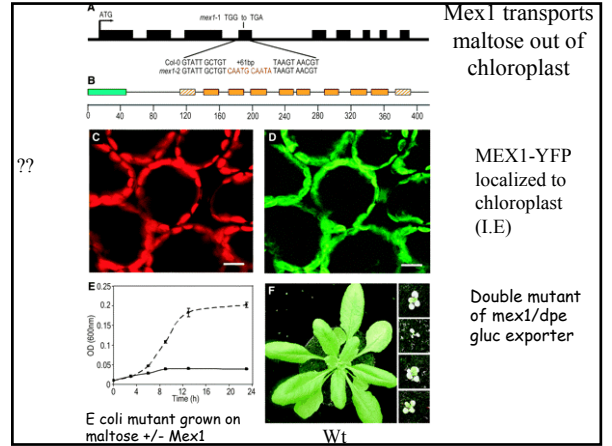 Mex1 transports
maltose out of
chloroplast
A
ATG
mex1-1 TGG to TGA
Col-0 GTATT GCTGT +61bp TAAGT AACGT
mex1-2 GTATT GCTGT CAATG CAATA TAAGT AACGT
B
0 40 80 120 160 200 240 280 320 360 400
C
D
??
MEX1-YFP
localized to
chloroplast
(I.E)
E
OD (600nm)
0.25
0.2
0.15
0.1
0.05
0
0 3 6 9 12 15 18 21 24
Time (h)
F
Double mutant
of mex1/dpe
gluc exporter
E coli mutant grown on
maltose +/- Mex1
Wt